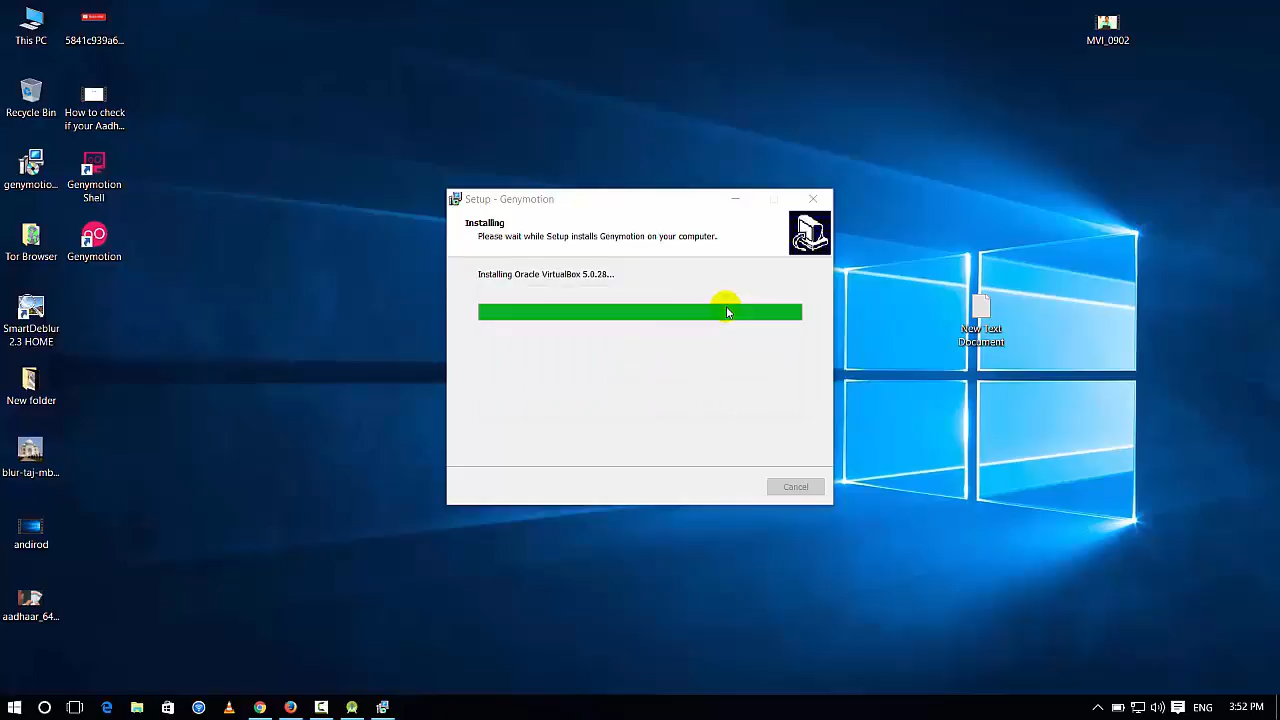 This PC
5841c939a6...
MVI_0902
Recycle Bin
How to check
if your Aadh...
genymotio...
Genymotion
Shell
Tor Browser
Genymotion
SmartDeblur
2.3 HOME
New folder
blur-taj-mb...
andirod
aadhaar_64...
Setup - Genymotion
Installing
Please wait while Setup installs Genymotion on your computer.
Installing Oracle VirtualBox 5.0.28...
Cancel
New Text
Document
ENG
3:52 PM